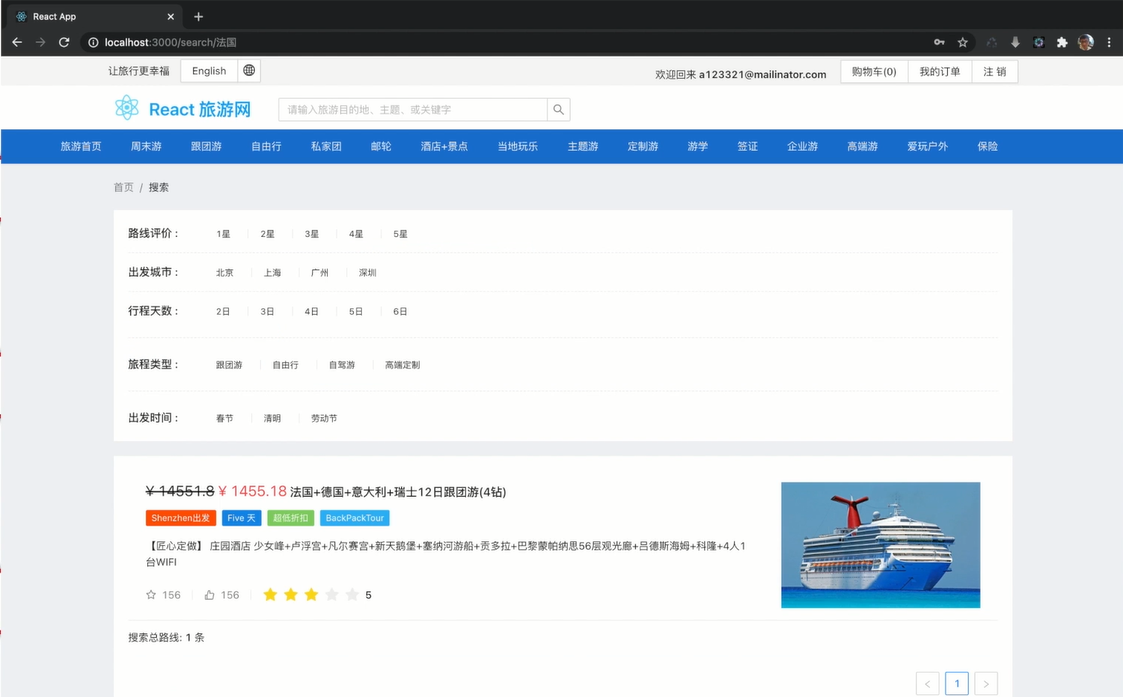 React App
localhost:3000/search/法国
让旅行更幸福 English 欢迎回来 a123321@mailinator.com 购物车(0) 我的订单 注 销
React 旅游网 请输入旅游目的地、主题、或关键字
旅游首页 周末游 跟团游 自由行 私家团 邮轮 酒店+景点 当地玩乐 主题游 定制游 游学 签证 企业游 高端游 爱玩户外 保险
首页 / 搜索
路线评价 : 1星 2星 3星 4星 5星
出发城市 : 北京 上海 广州 深圳
行程天数 : 2日 3日 4日 5日 6日
旅程类型 : 跟团游 自由行 自驾游 高端定制
出发时间 : 春节 清明 劳动节
¥ 14551.8 ¥ 1455.18 法国+德国+意大利+瑞士12日跟团游(4钻)
Shenzhen出发 Five 天 超低折扣 BackPackTour
【匠心定做】 庄园酒店 少女峰+卢浮宫+凡尔赛宫+新天鹅堡+塞纳河游船+贡多拉+巴黎蒙帕纳思56层观光廊+吕德斯海姆+科隆+4人1
台WIFI
156 156 5
搜索总路线: 1 条
< 1 >